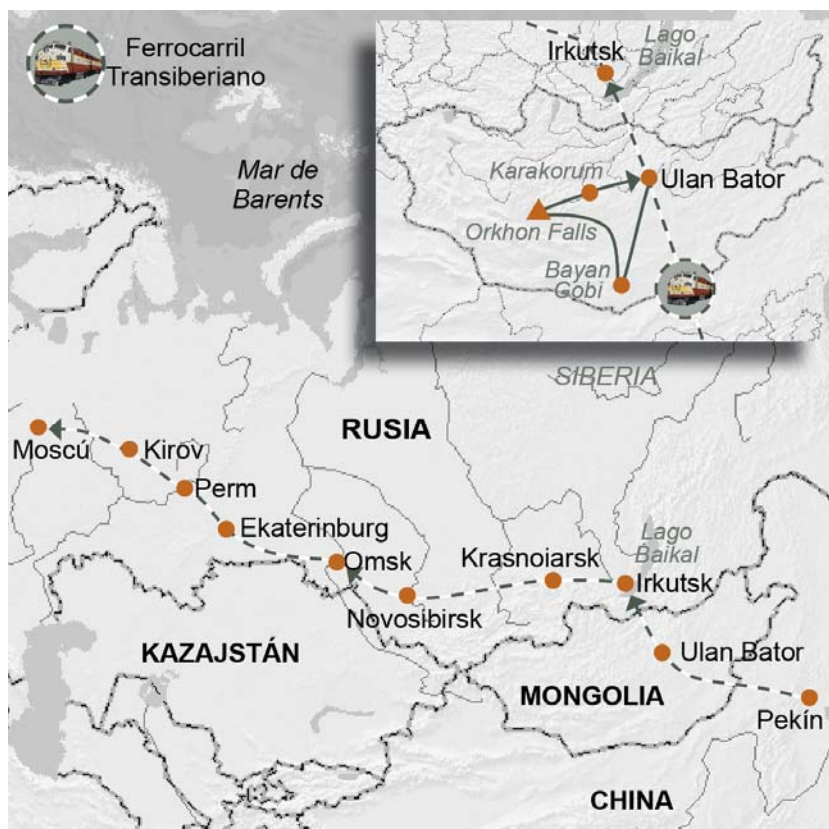 Ferrocarril
Transiberiano
Mar de
Barents
Irkutsk
Lago
Baikal
Karakorum
Ulan Bator
Orkhon Falls
Bayan
Gobi
SIBERIA
RUSIA
Moscú
Kirov
Perm
Ekaterinburg
Omsk
Novosibirsk
Krasnoiarsk
Lago
Baikal
Irkutsk
KAZAJSTÁN
Ulan Bator
MONGOLIA
Pekín
CHINA